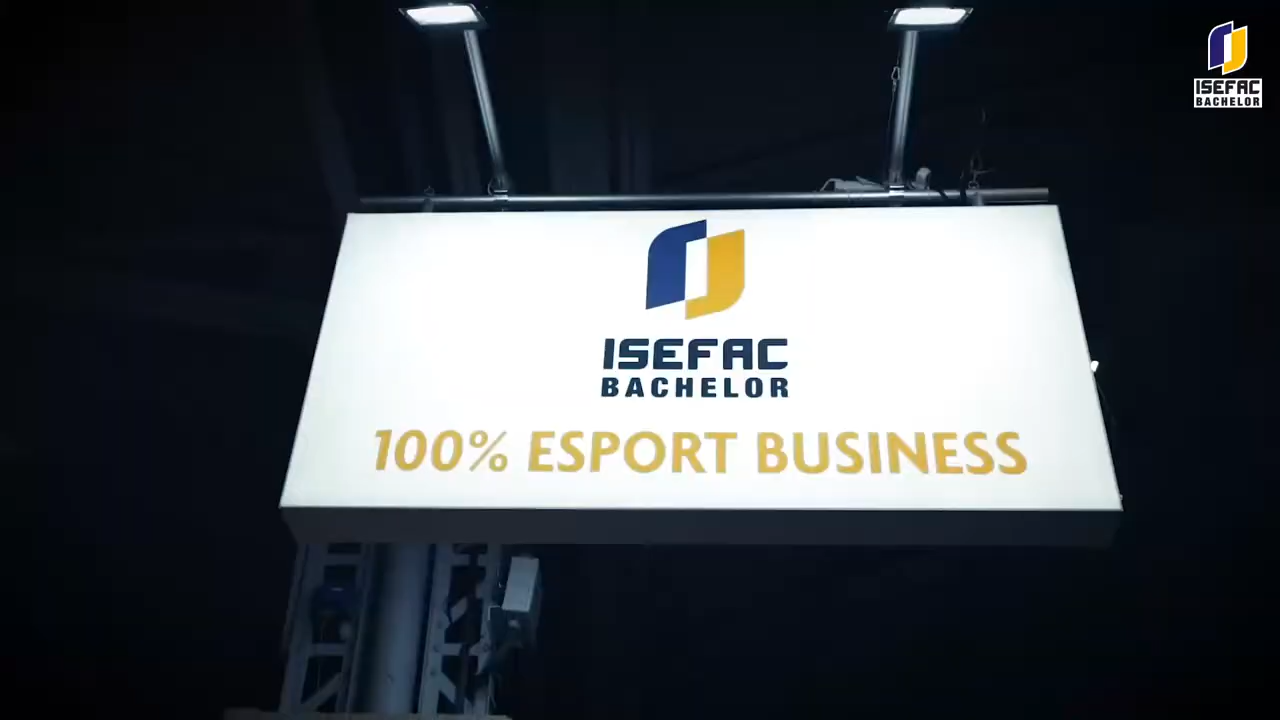 ISEFAC
BACHELOR
ISEFAC
BACHELOR
100% ESPORT BUSINESS